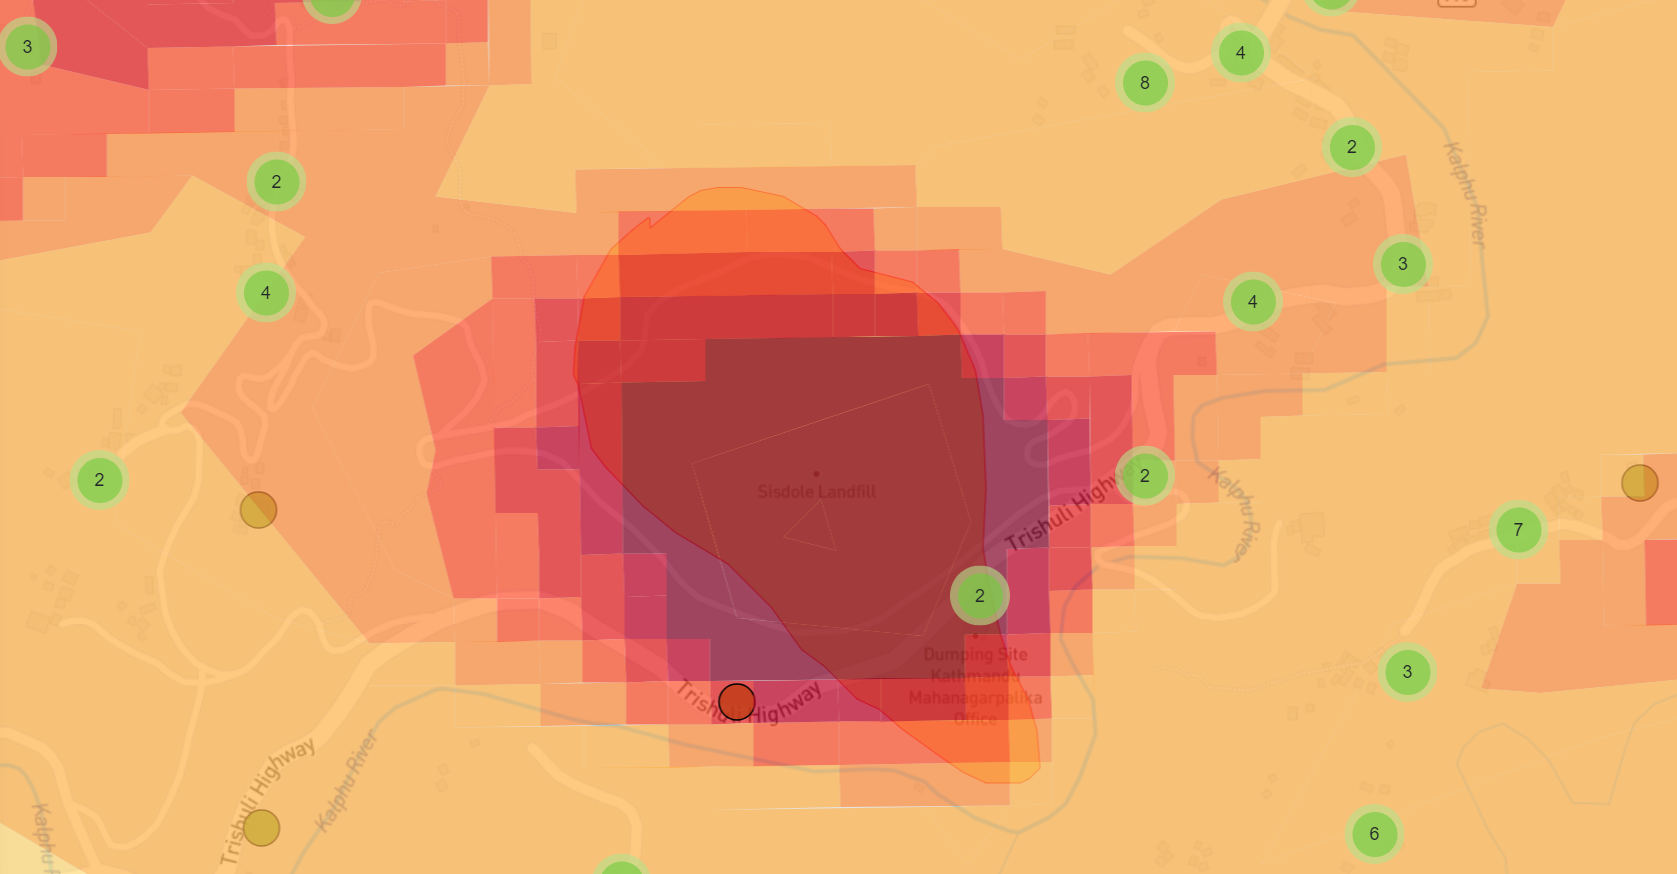 3
4
8
2
Kalphu River
2
3
4
4
2
2
Sisdole Landfill
Trishuli Highway
Kalphu River
7
2
Dumping Site
Kathmandu
Mahanagarpalika
Office
3
Trishuli Highway
Trishuli Highway
Kalphu River
Kalphu R
6